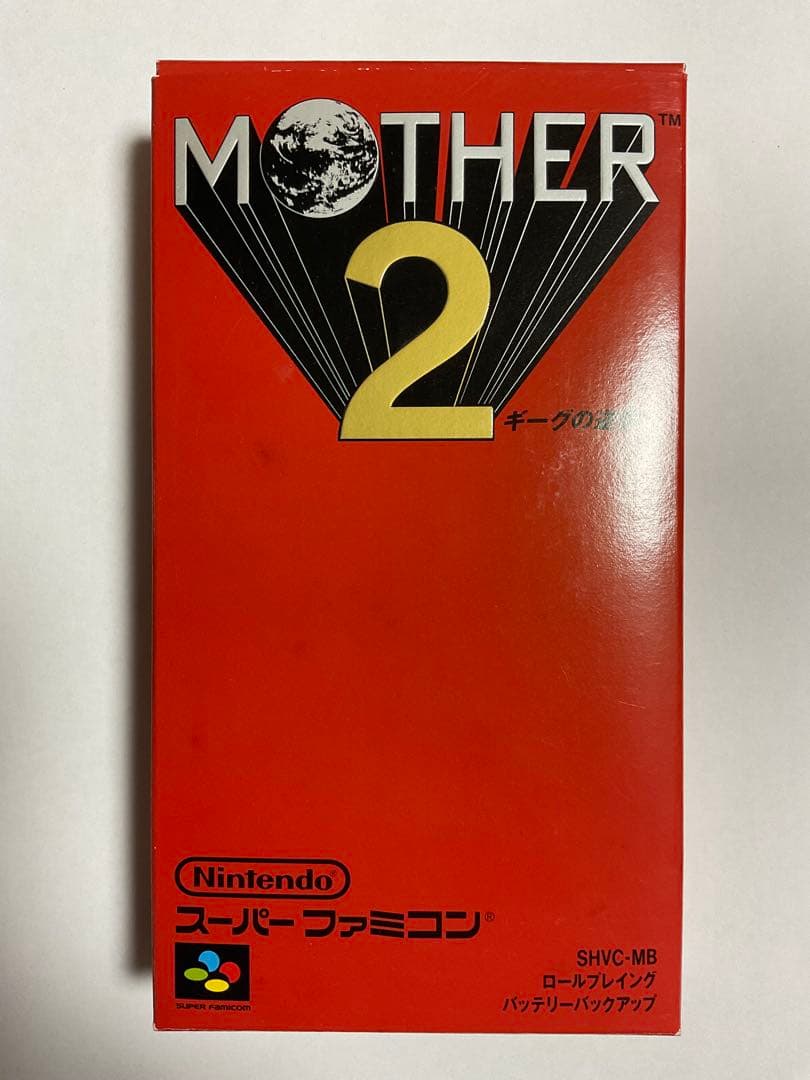 MOTHER™
2
ギーグの逆
Nintendo®
スーパーファミコン®
SUPER FAMICOM
SHVC-MB
ロールプレイング
バッテリーバックアップ